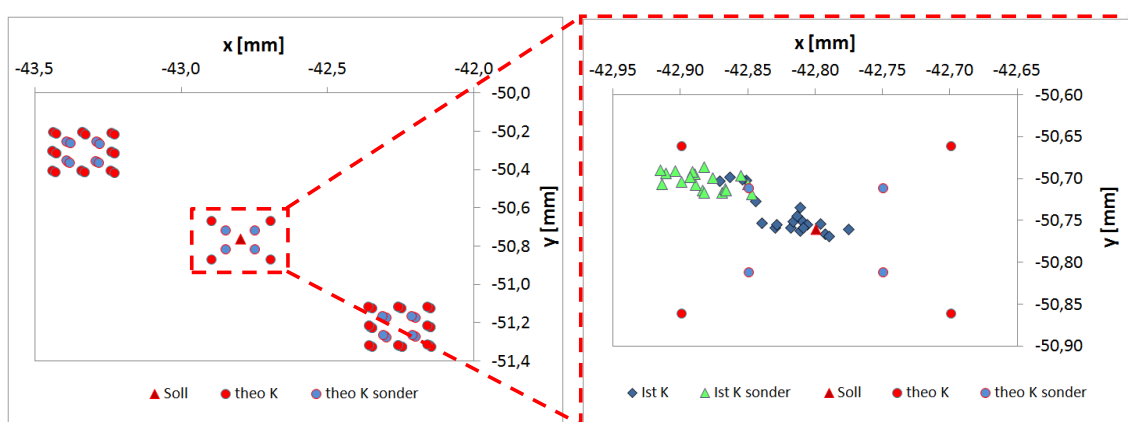 x [mm]
-43,5 -43,0 -42,5 -42,0
-50,0
-50,2
-50,4
-50,6
-50,8
-51,0
-51,2
-51,4
y [mm]
Soll theo K theo K sonder
x [mm]
-42,95 -42,90 -42,85 -42,80 -42,75 -42,70 -42,65
-50,60
-50,65
-50,70
-50,75
-50,80
-50,85
-50,90
y [mm]
Ist K Ist K sonder Soll theo K theo K sonder